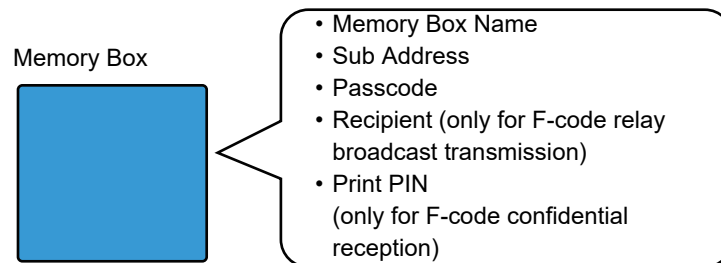 Memory Box
• Memory Box Name
• Sub Address
• Passcode
• Recipient (only for F-code relay
broadcast transmission)
• Print PIN
(only for F-code confidential
reception)